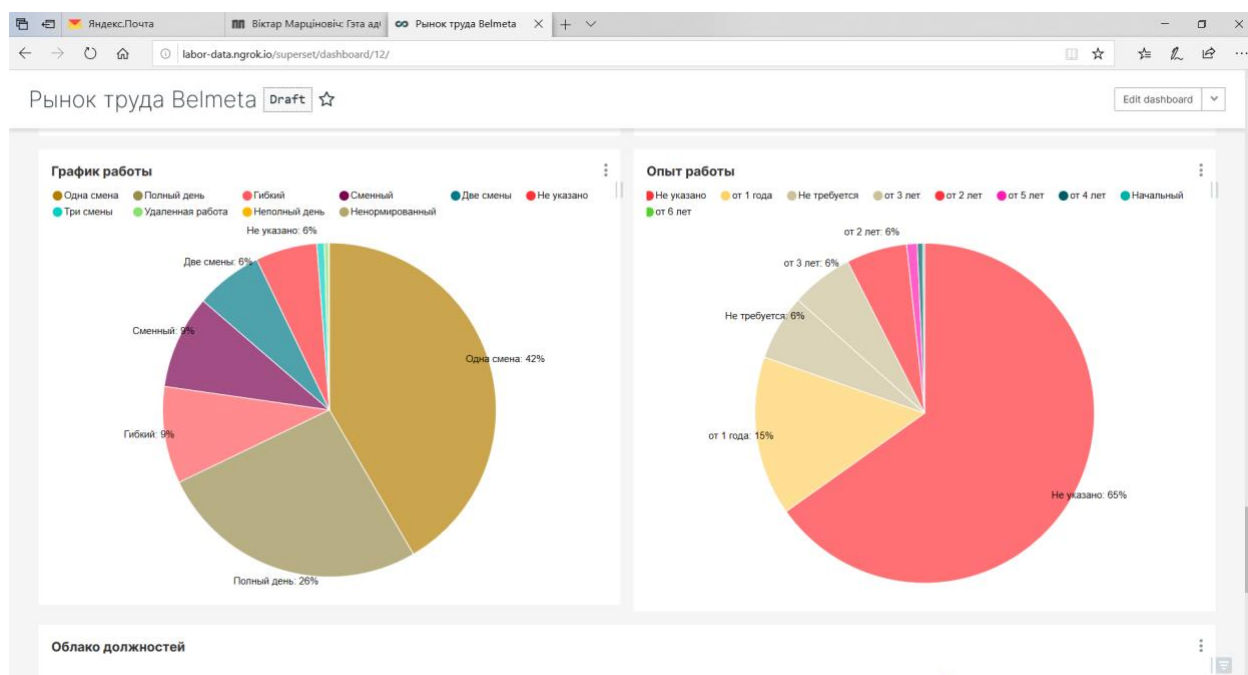 Яндекс.Почта
Віктар Марціновіч: Гэта ад
Рынок труда Belmeta
labor-data.ngrok.io/superset/dashboard/12/
Рынок труда Belmeta Draft
Edit dashboard
График работы
Одна смена Полный день Гибкий Сменный Две смены Не указано
Три смены Удаленная работа Неполный день Ненормированный
Не указано: 6%
Две смены: 6%
Сменный: 9%
Одна смена: 42%
Гибкий: 9%
Полный день: 26%
Опыт работы
Не указано от 1 года Не требуется от 3 лет от 2 лет от 5 лет от 4 лет Начальный
от 6 лет
от 2 лет: 6%
от 3 лет: 6%
Не требуется: 6%
от 1 года: 15%
Не указано: 65%
Облако должностей